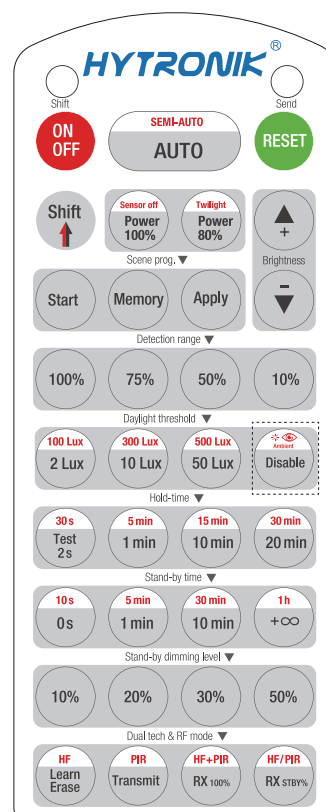 HYTRONIK®
Shift
Send
ON
OFF
SEMI-AUTO
AUTO
RESET
Shift
Sensor off
Power
100%
Twilight
Power
80%
+
Brightness
−
Scene prog. ▼
Start
Memory
Apply
Detection range ▼
100%
75%
50%
10%
Daylight threshold ▼
100 Lux
2 Lux
300 Lux
10 Lux
500 Lux
50 Lux
Ambient
Disable
Hold-time ▼
30 s
Test
2 s
5 min
1 min
15 min
10 min
30 min
20 min
Stand-by time ▼
10 s
0 s
5 min
1 min
30 min
10 min
1 h
+∞
Stand-by dimming level ▼
10%
20%
30%
50%
Dual tech & RF mode ▼
HF
Learn
Erase
PIR
Transmit
HF+PIR
RX 100%
HF/PIR
RX STBY%